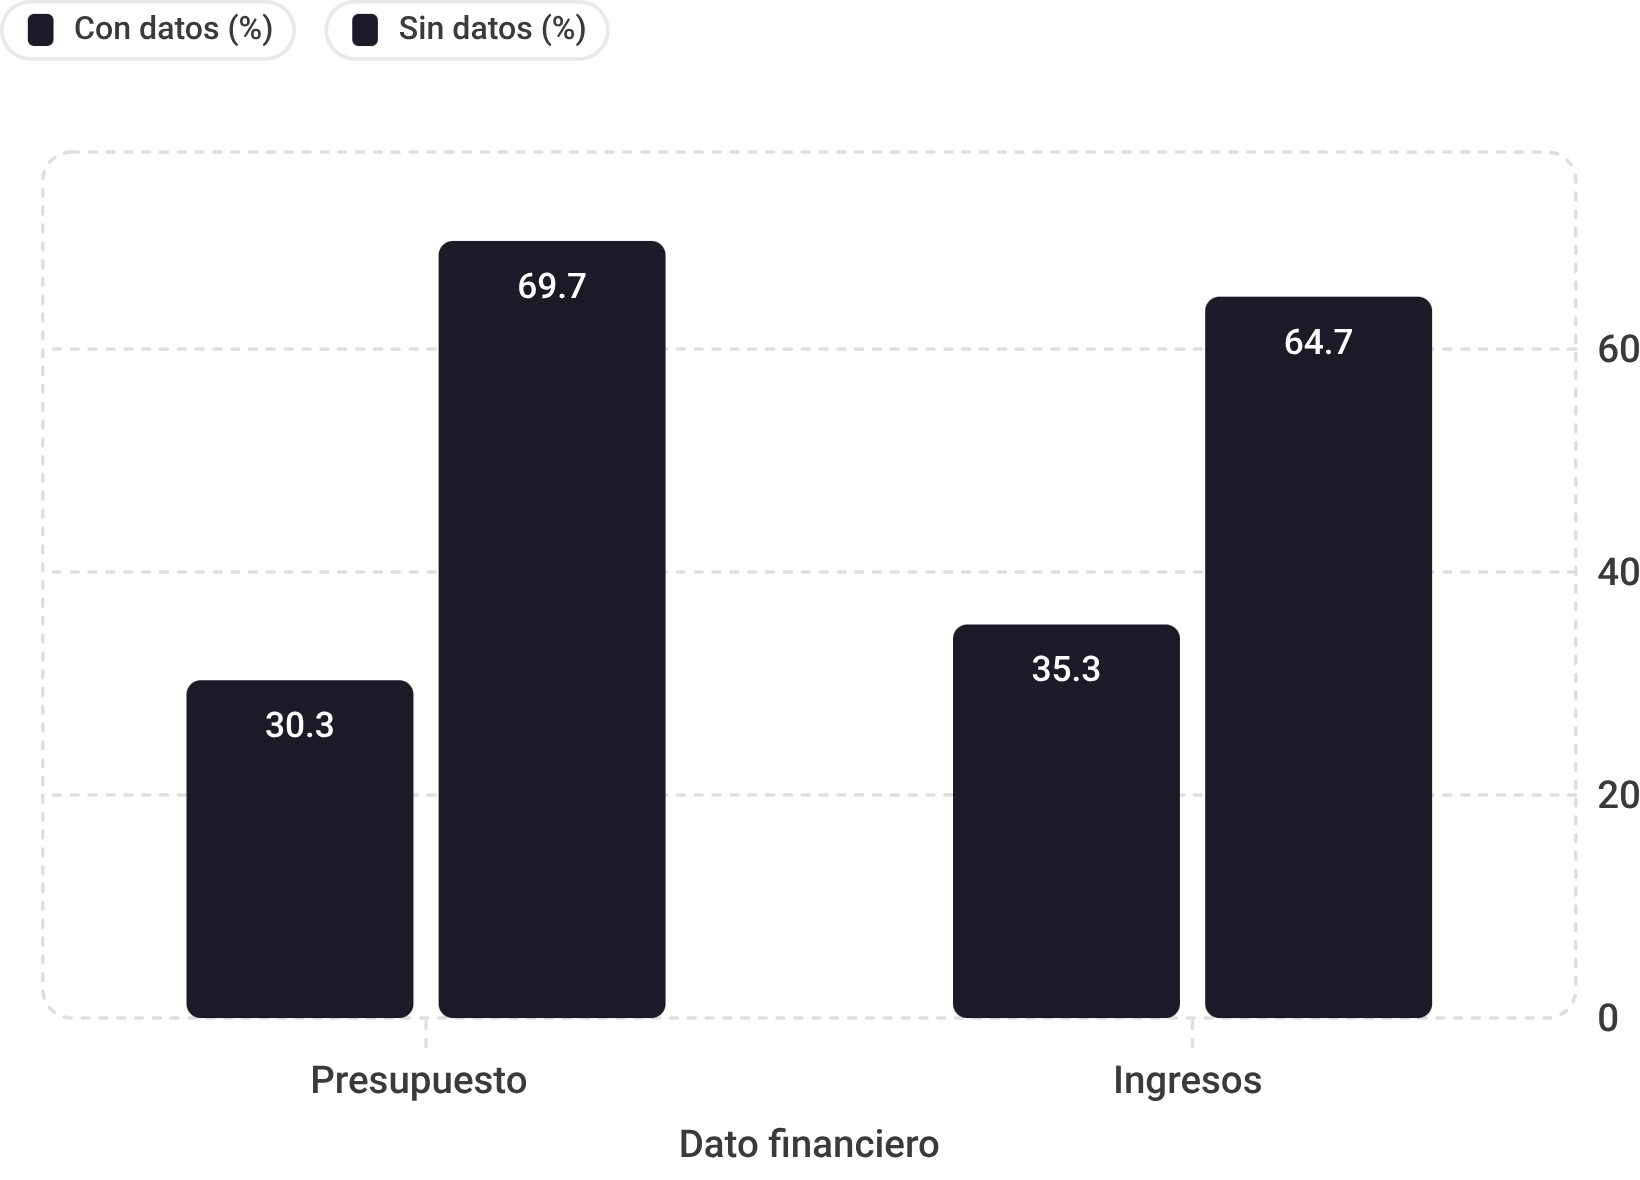 Con datos (%)
Sin datos (%)
69.7
64.7
60
40
35.3
30.3
20
0
Presupuesto
Ingresos
Dato financiero